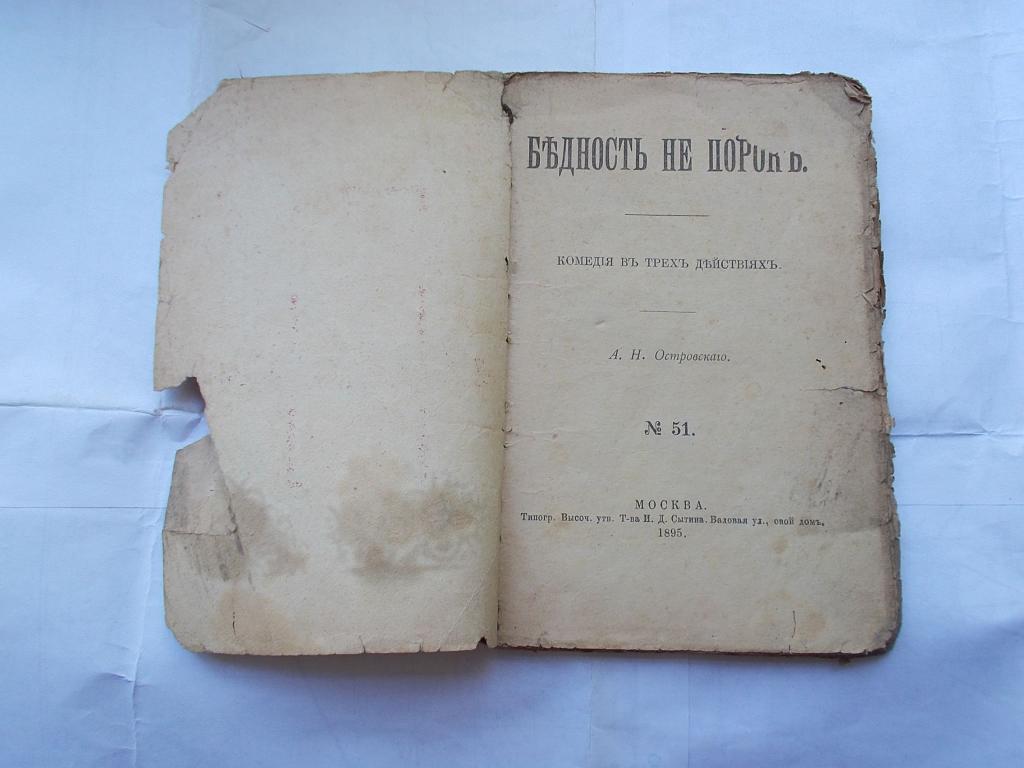 БѢДНОСТЬ НЕ ПОРОКЪ.
КОМЕДІЯ ВЪ ТРЕХЪ ДѢЙСТВІЯХЪ.
А. Н. Островскаго.
№ 51.
МОСКВА.
Типогр. Высоч. утв. Т-ва И. Д. Сытина. Валовая ул., свой домъ.
1895.